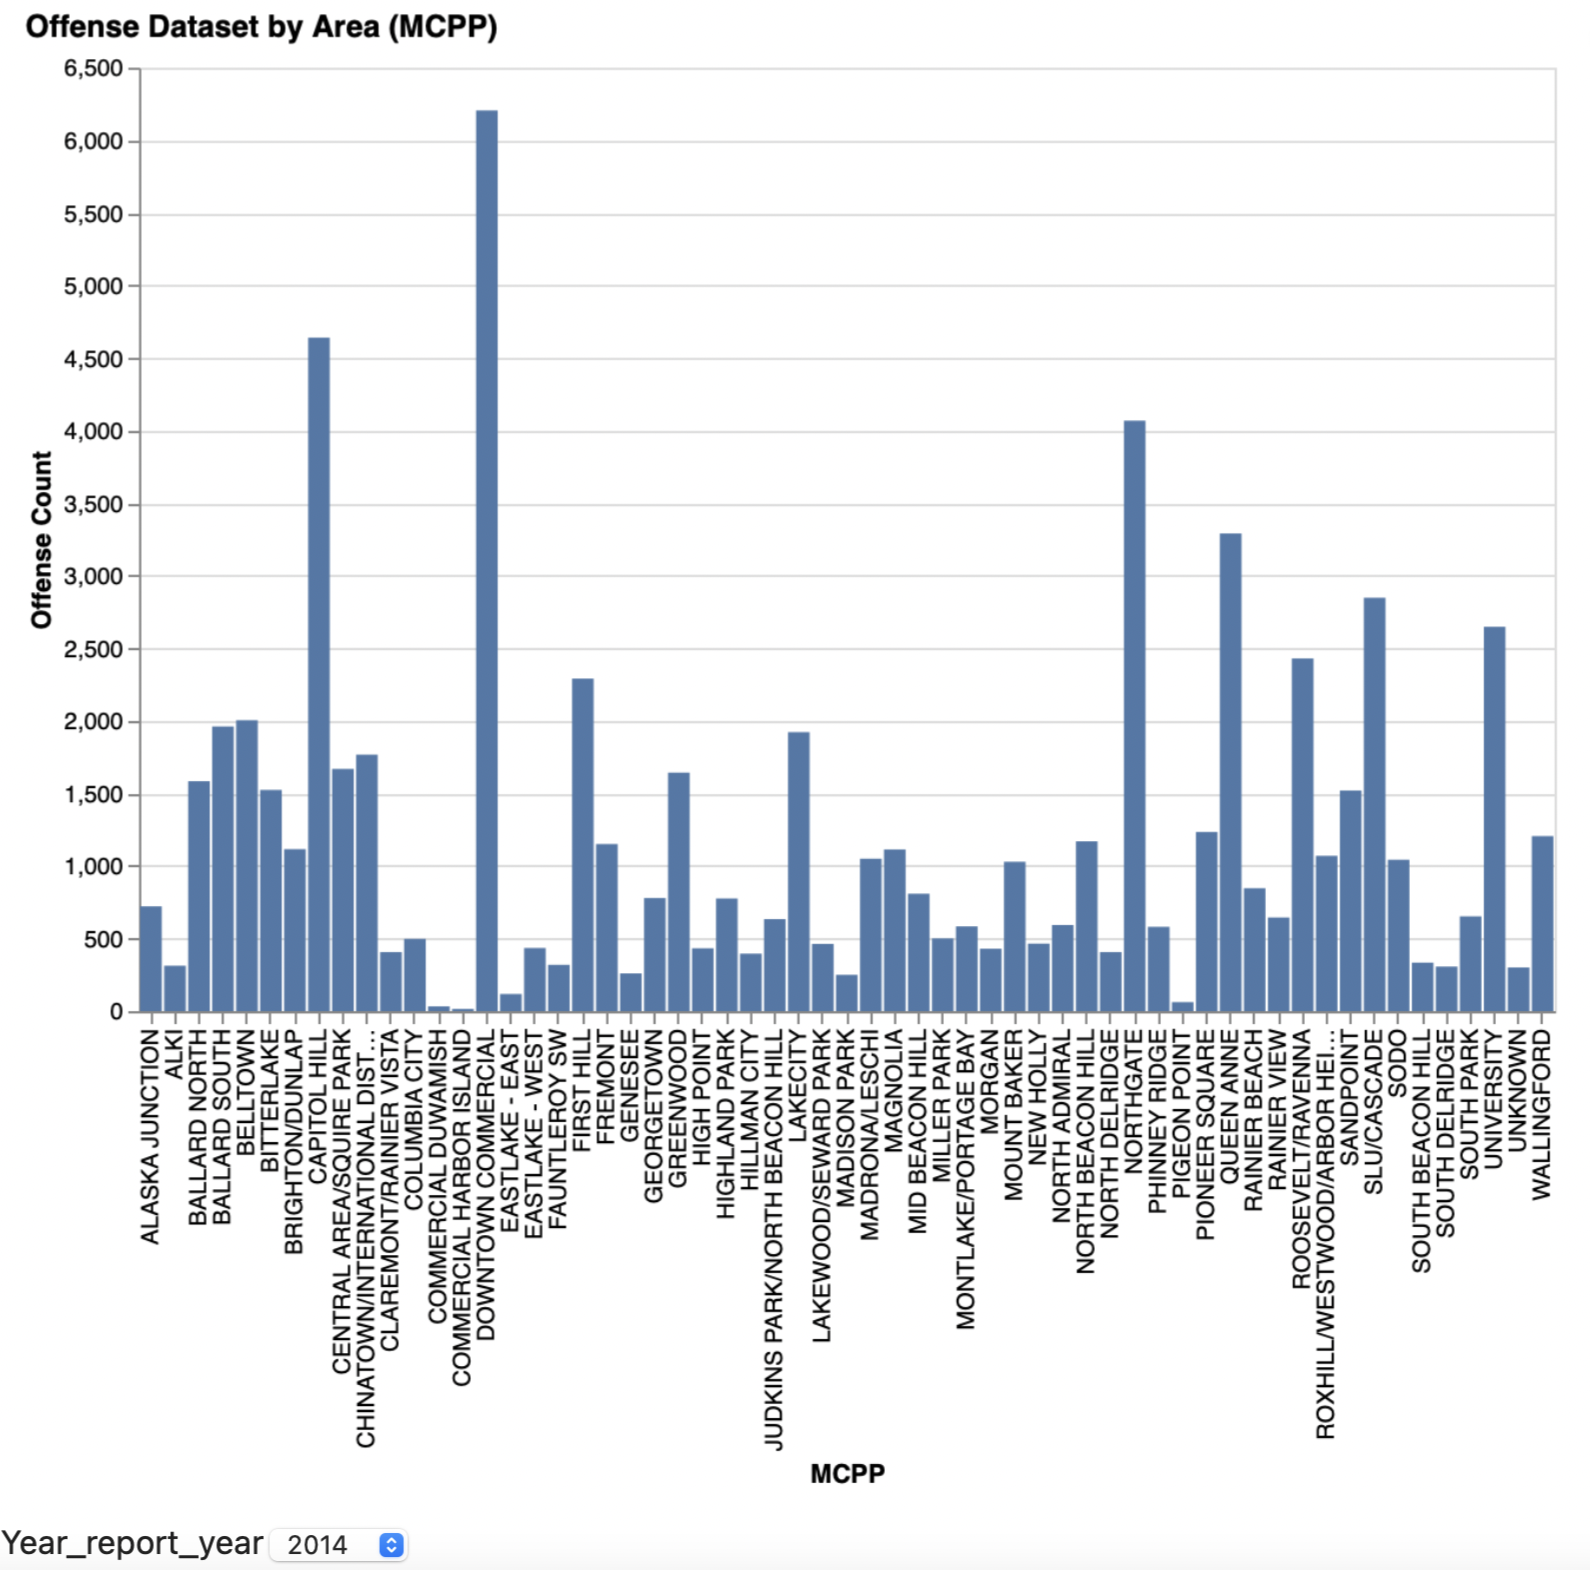 Offense Dataset by Area (MCPP)
6,500
6,000
5,500
5,000
4,500
4,000
3,500
3,000
2,500
2,000
1,500
1,000
500
0
Offense Count
ALASKA JUNCTION
ALKI
BALLARD NORTH
BALLARD SOUTH
BELLTOWN
BITTERLAKE
BRIGHTON/DUNLAP
CAPITOL HILL
CENTRAL AREA/SQUIRE PARK
CHINATOWN/INTERNATIONAL DIST...
CLAREMONT/RAINIER VISTA
COLUMBIA CITY
COMMERCIAL DUWAMISH
COMMERCIAL HARBOR ISLAND
DOWNTOWN COMMERCIAL
EASTLAKE - EAST
EASTLAKE - WEST
FAUNTLEROY SW
FIRST HILL
FREMONT
GENESEE
GEORGETOWN
GREENWOOD
HIGH POINT
HIGHLAND PARK
HILLMAN CITY
JUDKINS PARK/NORTH BEACON HILL
LAKECITY
LAKEWOOD/SEWARD PARK
MADISON PARK
MADRONA/LESCHI
MAGNOLIA
MID BEACON HILL
MILLER PARK
MONTLAKE/PORTAGE BAY
MORGAN
MOUNT BAKER
NEW HOLLY
NORTH ADMIRAL
NORTH BEACON HILL
NORTH DELRIDGE
NORTHGATE
PHINNEY RIDGE
PIGEON POINT
PIONEER SQUARE
QUEEN ANNE
RAINIER BEACH
RAINIER VIEW
ROOSEVELT/RAVENNA
ROXHILL/WESTWOOD/ARBOR HEI...
SANDPOINT
SLU/CASCADE
SODO
SOUTH BEACON HILL
SOUTH DELRIDGE
SOUTH PARK
UNIVERSITY
UNKNOWN
WALLINGFORD
MCPP
Year_report_year 2014